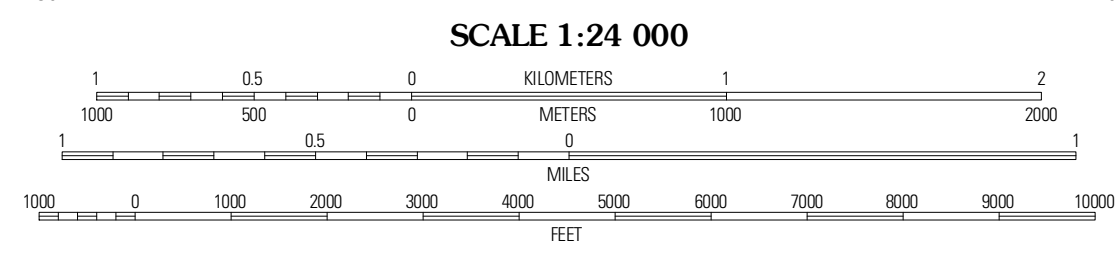 SCALE 1:24 000
1 0.5 0 KILOMETERS 1 2
1000 500 0 METERS 1000 2000
1 0.5 0 1
MILES
1000 0 1000 2000 3000 4000 5000 6000 7000 8000 9000 10000
FEET